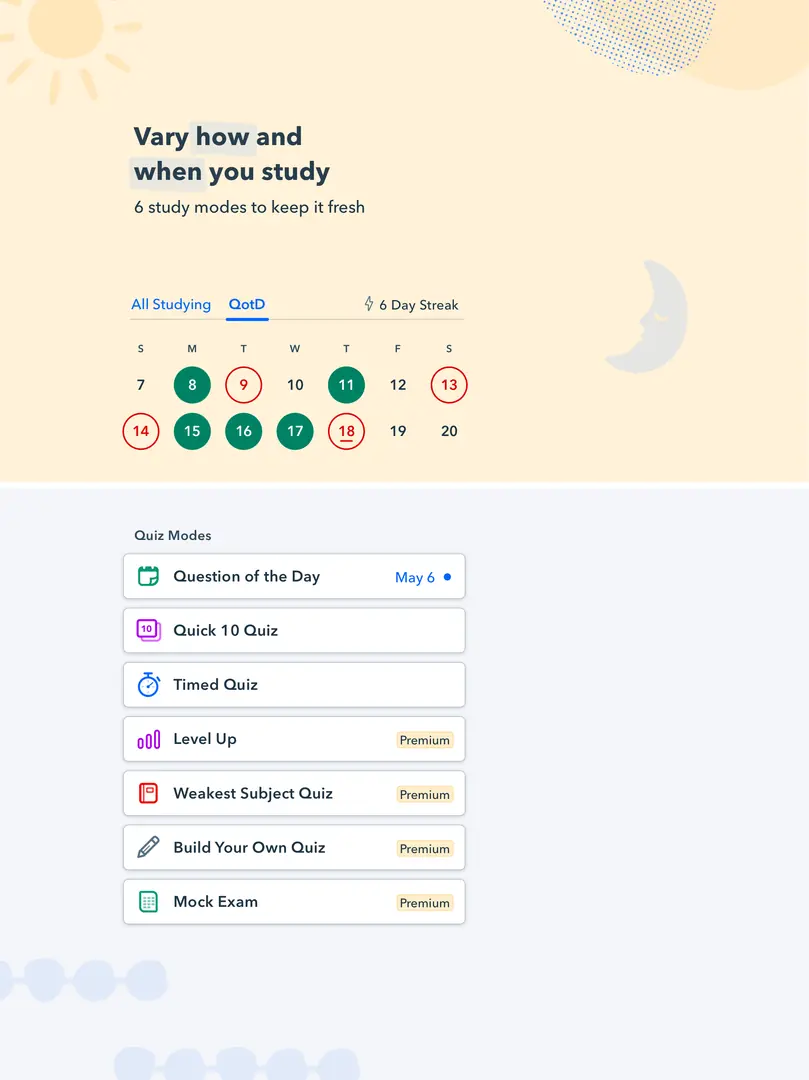 Vary how and
when you study
6 study modes to keep it fresh
All Studying QotD 6 Day Streak
S M T W T F S
7 8 9 10 11 12 13
14 15 16 17 18 19 20
Quiz Modes
Question of the Day May 6
10 Quick 10 Quiz
Timed Quiz
Level Up Premium
Weakest Subject Quiz Premium
Build Your Own Quiz Premium
Mock Exam Premium